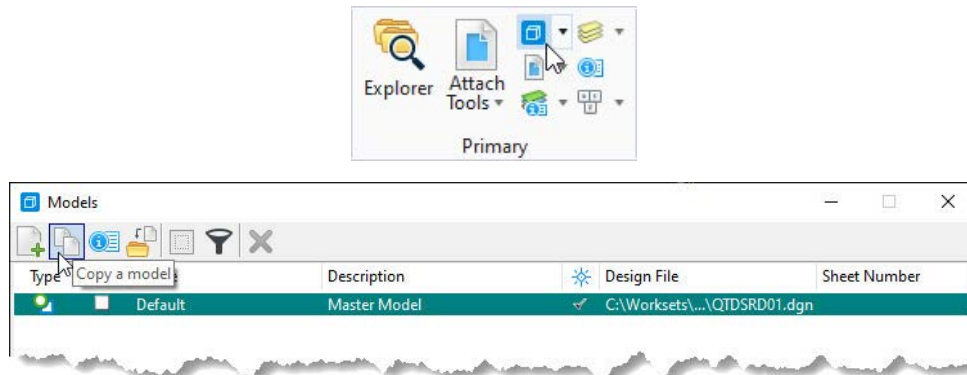 Explorer
Attach
Tools
Primary
Models
Type
Copy a model
Description
Design File
Sheet Number
Default
Master Model
C:\Worksets\...\QTDSRD01.dgn